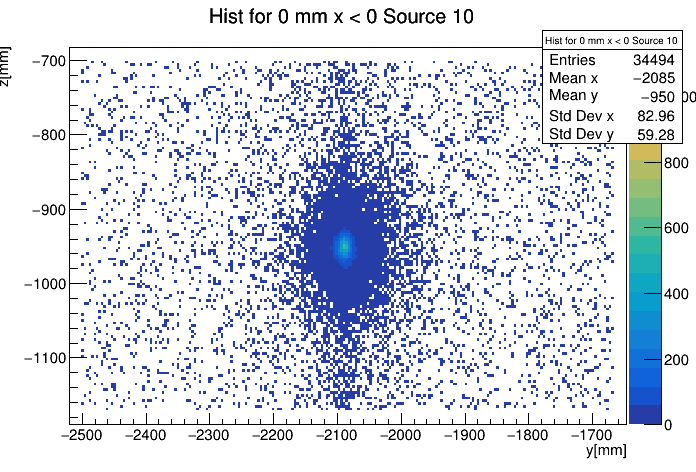 Hist for 0 mm x < 0 Source 10
z[mm]
Hist for 0 mm x < 0 Source 10
Entries 34494
Mean x −2085
Mean y −950
Std Dev x 82.96
Std Dev y 59.28
00
800
600
400
200
0
−700
−800
−900
−1000
−1100
−2500 −2400 −2300 −2200 −2100 −2000 −1900 −1800 −1700
y[mm]